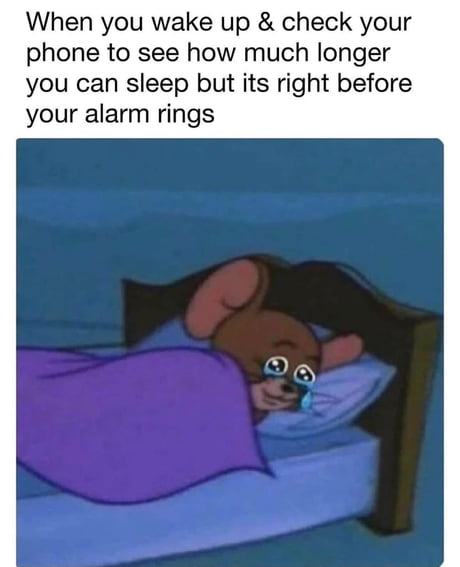 When you wake up & check your
phone to see how much longer
you can sleep but its right before
your alarm rings